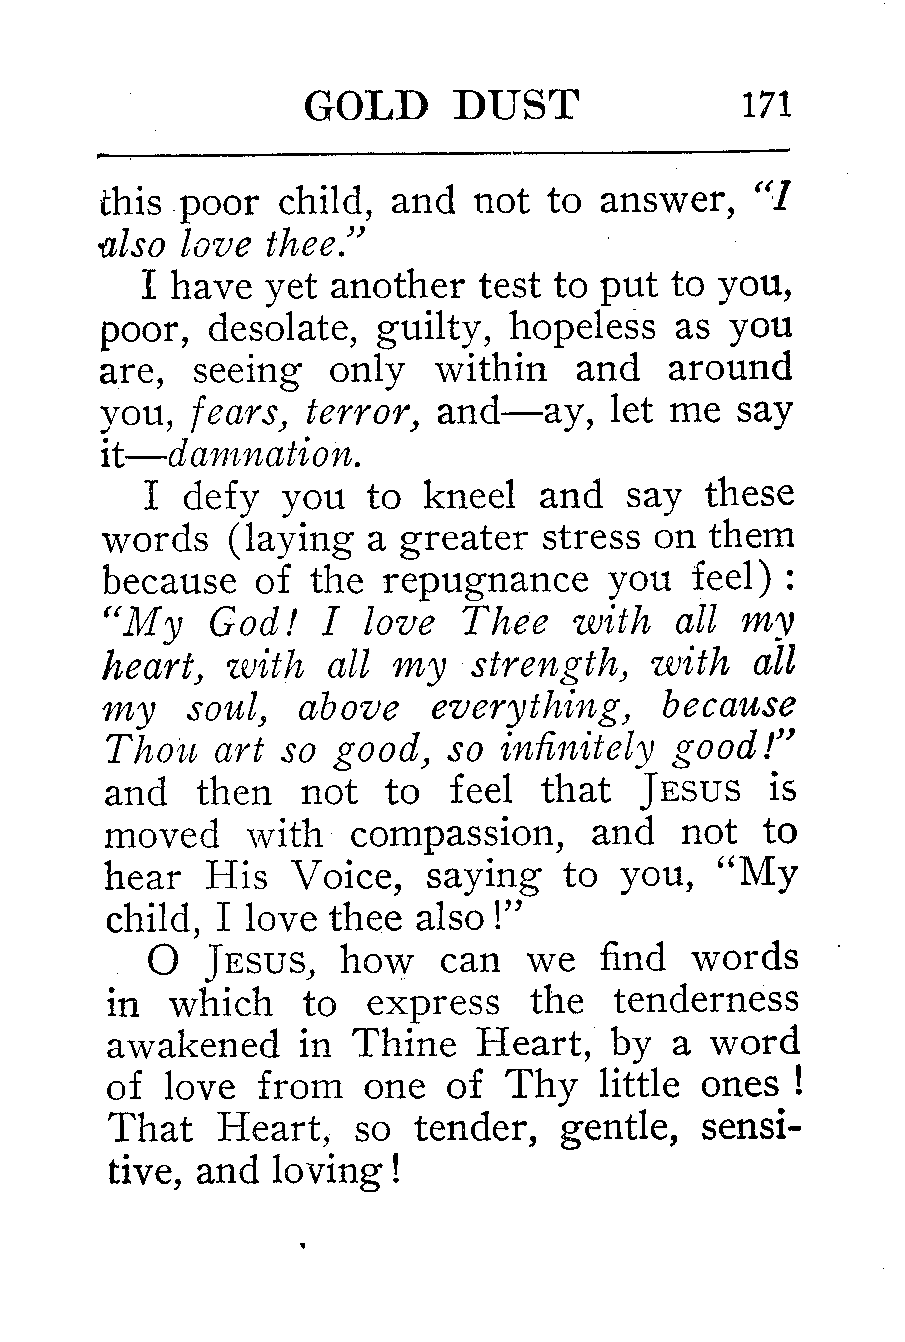 GOLD DUST 171
this poor child, and not to answer, "I
also love thee."
I have yet another test to put to you,
poor, desolate, guilty, hopeless as you
are, seeing only within and around
you, fears, terror, and—ay, let me say
it—damnation.
I defy you to kneel and say these
words (laying a greater stress on them
because of the repugnance you feel) :
"My God! I love Thee with all my
heart, with all my strength, with all
my soul, above everything, because
Thou art so good, so infinitely good!"
and then not to feel that JESUS is
moved with compassion, and not to
hear His Voice, saying to you, "My
child, I love thee also!"
O JESUS, how can we find words
in which to express the tenderness
awakened in Thine Heart, by a word
of love from one of Thy little ones !
That Heart, so tender, gentle, sensi-
tive, and loving!